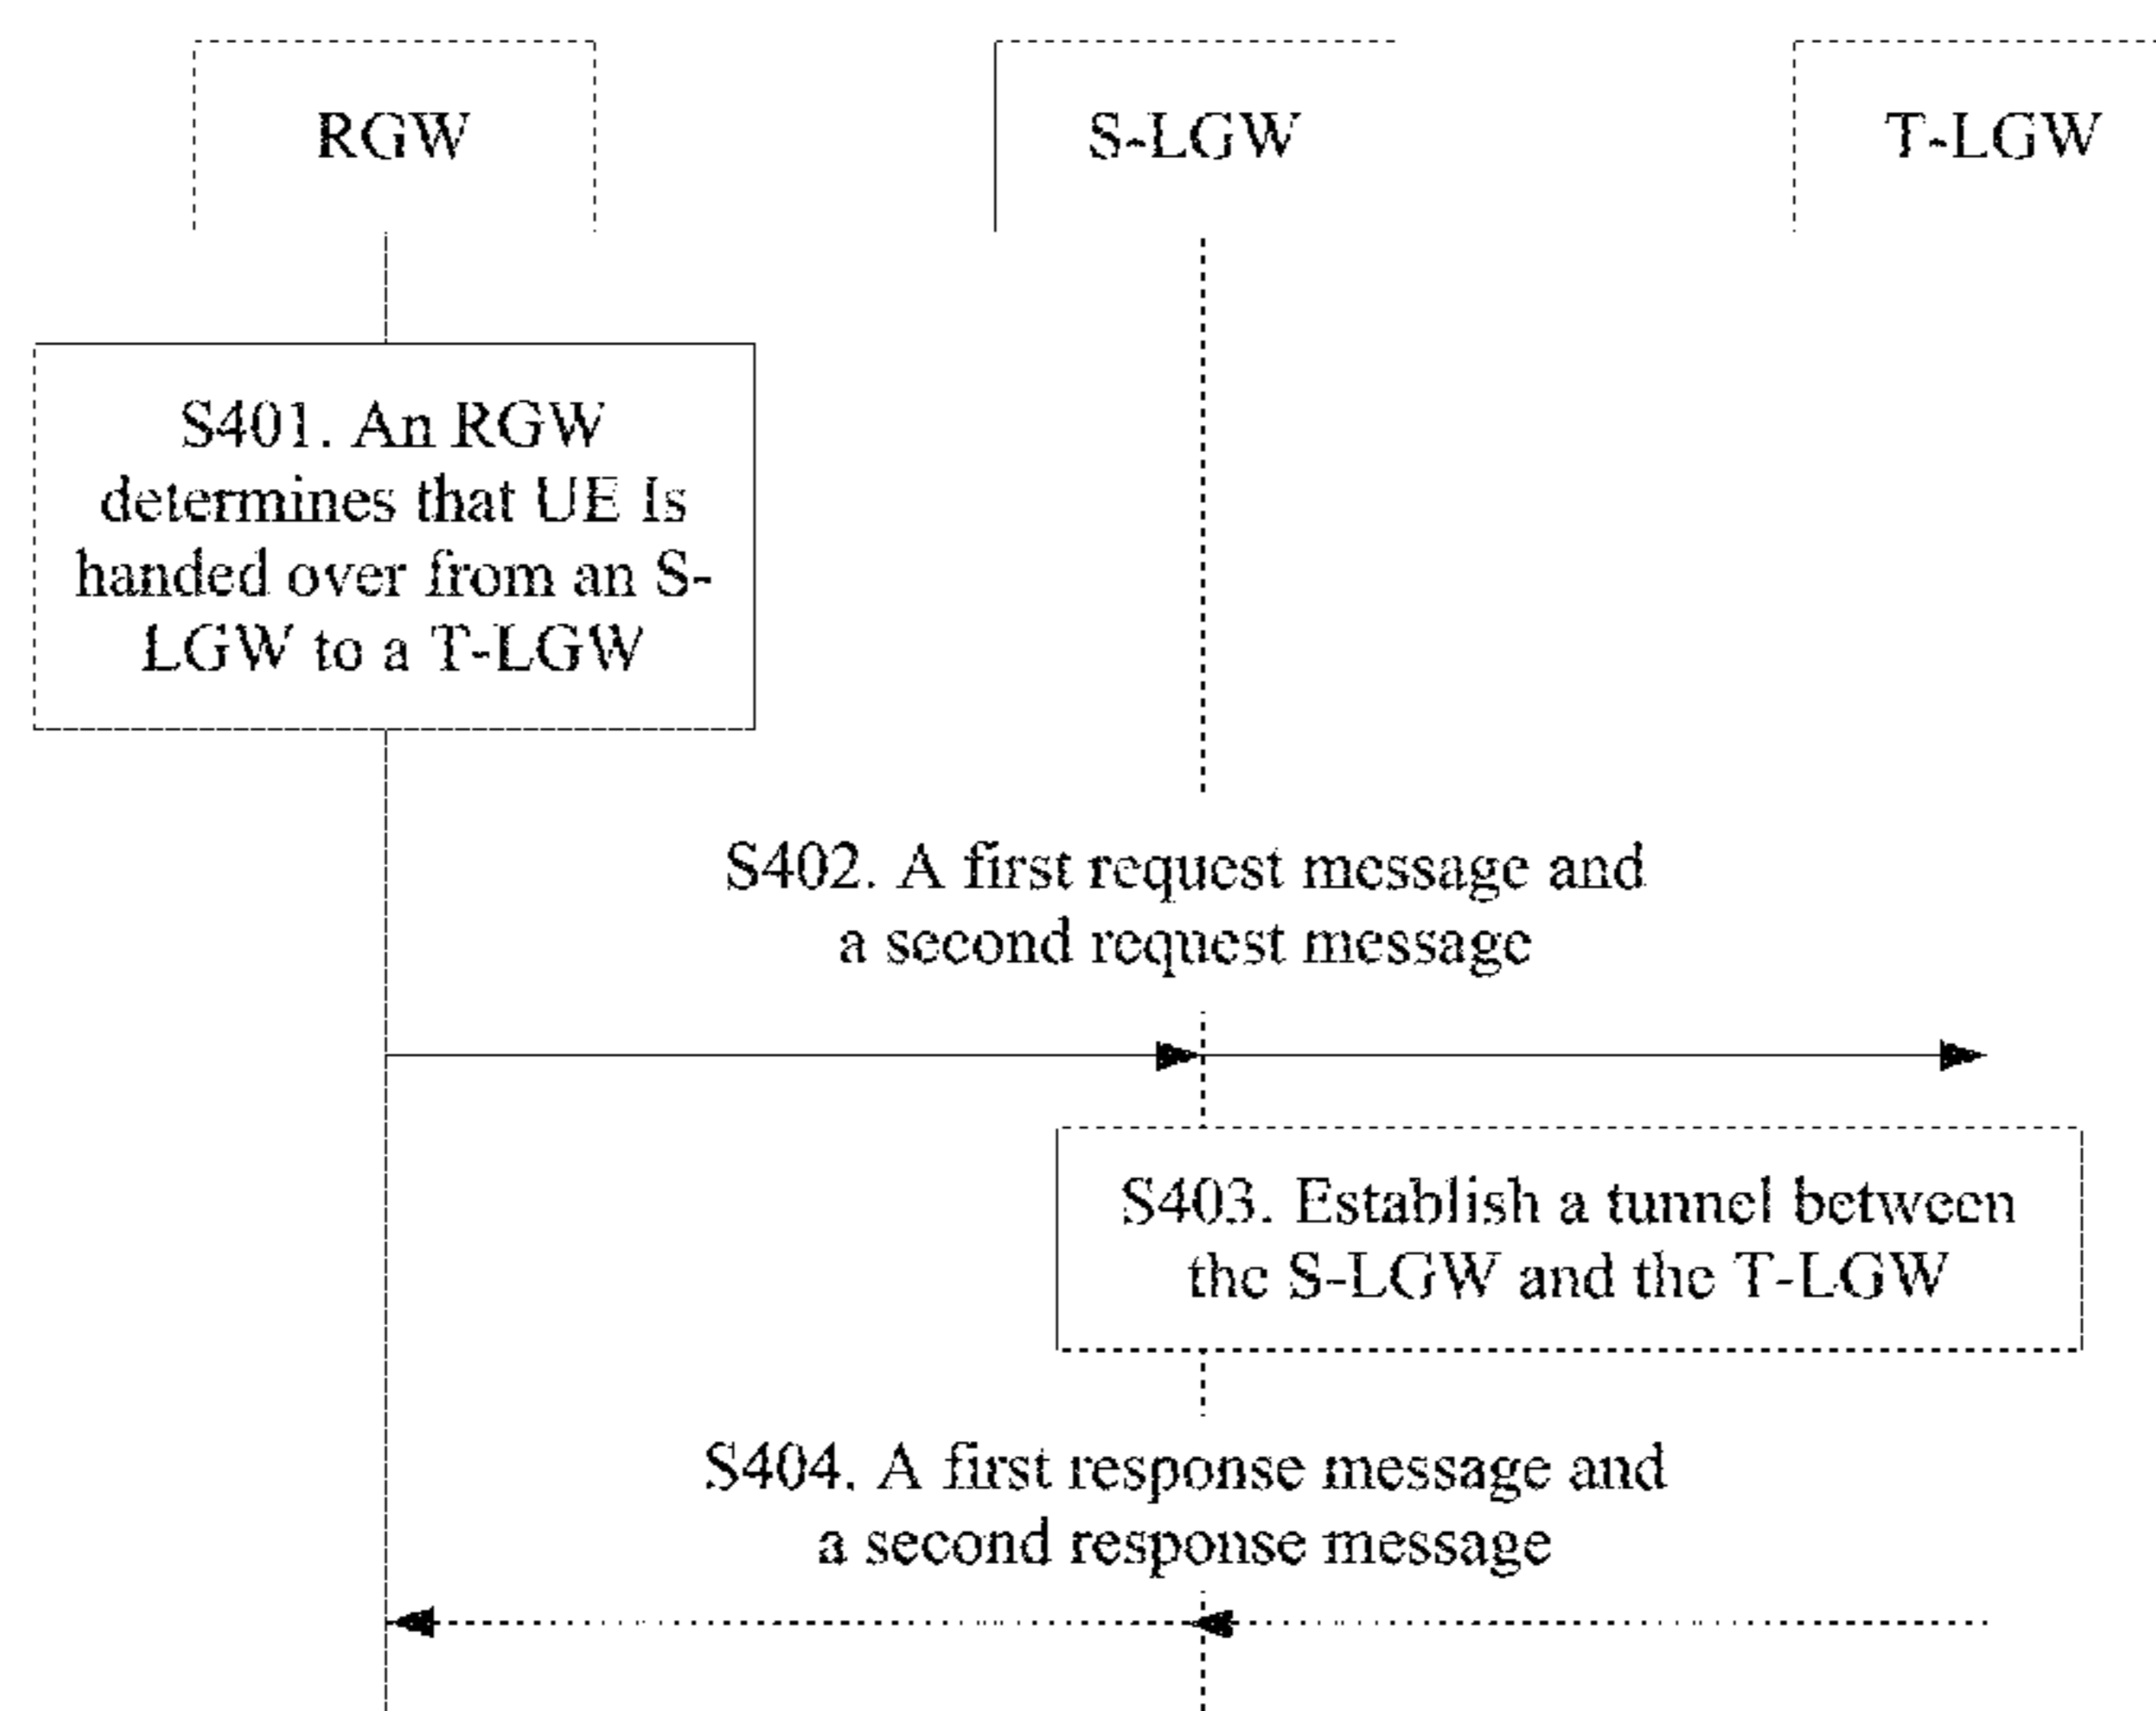 RGW
S-LGW
T-LGW
S401. An RGW
determines that UE Is
handed over from an S-
LGW to a T-LGW
S402. A first request message and
a second request message
S403. Establish a tunnel between
the S-LGW and the T-LGW
S404. A first response message and
a second response message